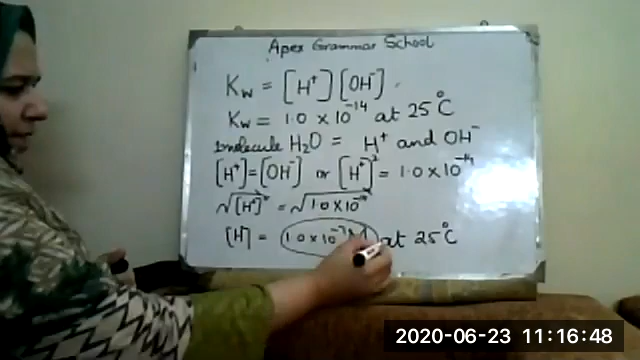 Apex Grammar School
Kw = [H⁺][OH⁻]
Kw = 1.0 × 10⁻¹⁴ at 25°C
molecule H₂O = H⁺ and OH⁻
[H⁺]=[OH⁻] or [H⁺]² = 1.0 × 10⁻¹⁴
√[H⁺]² = √1.0×10⁻¹⁴
[H⁺] = 1.0 × 10⁻⁷ M at 25°C
2020-06-23 11:16:48